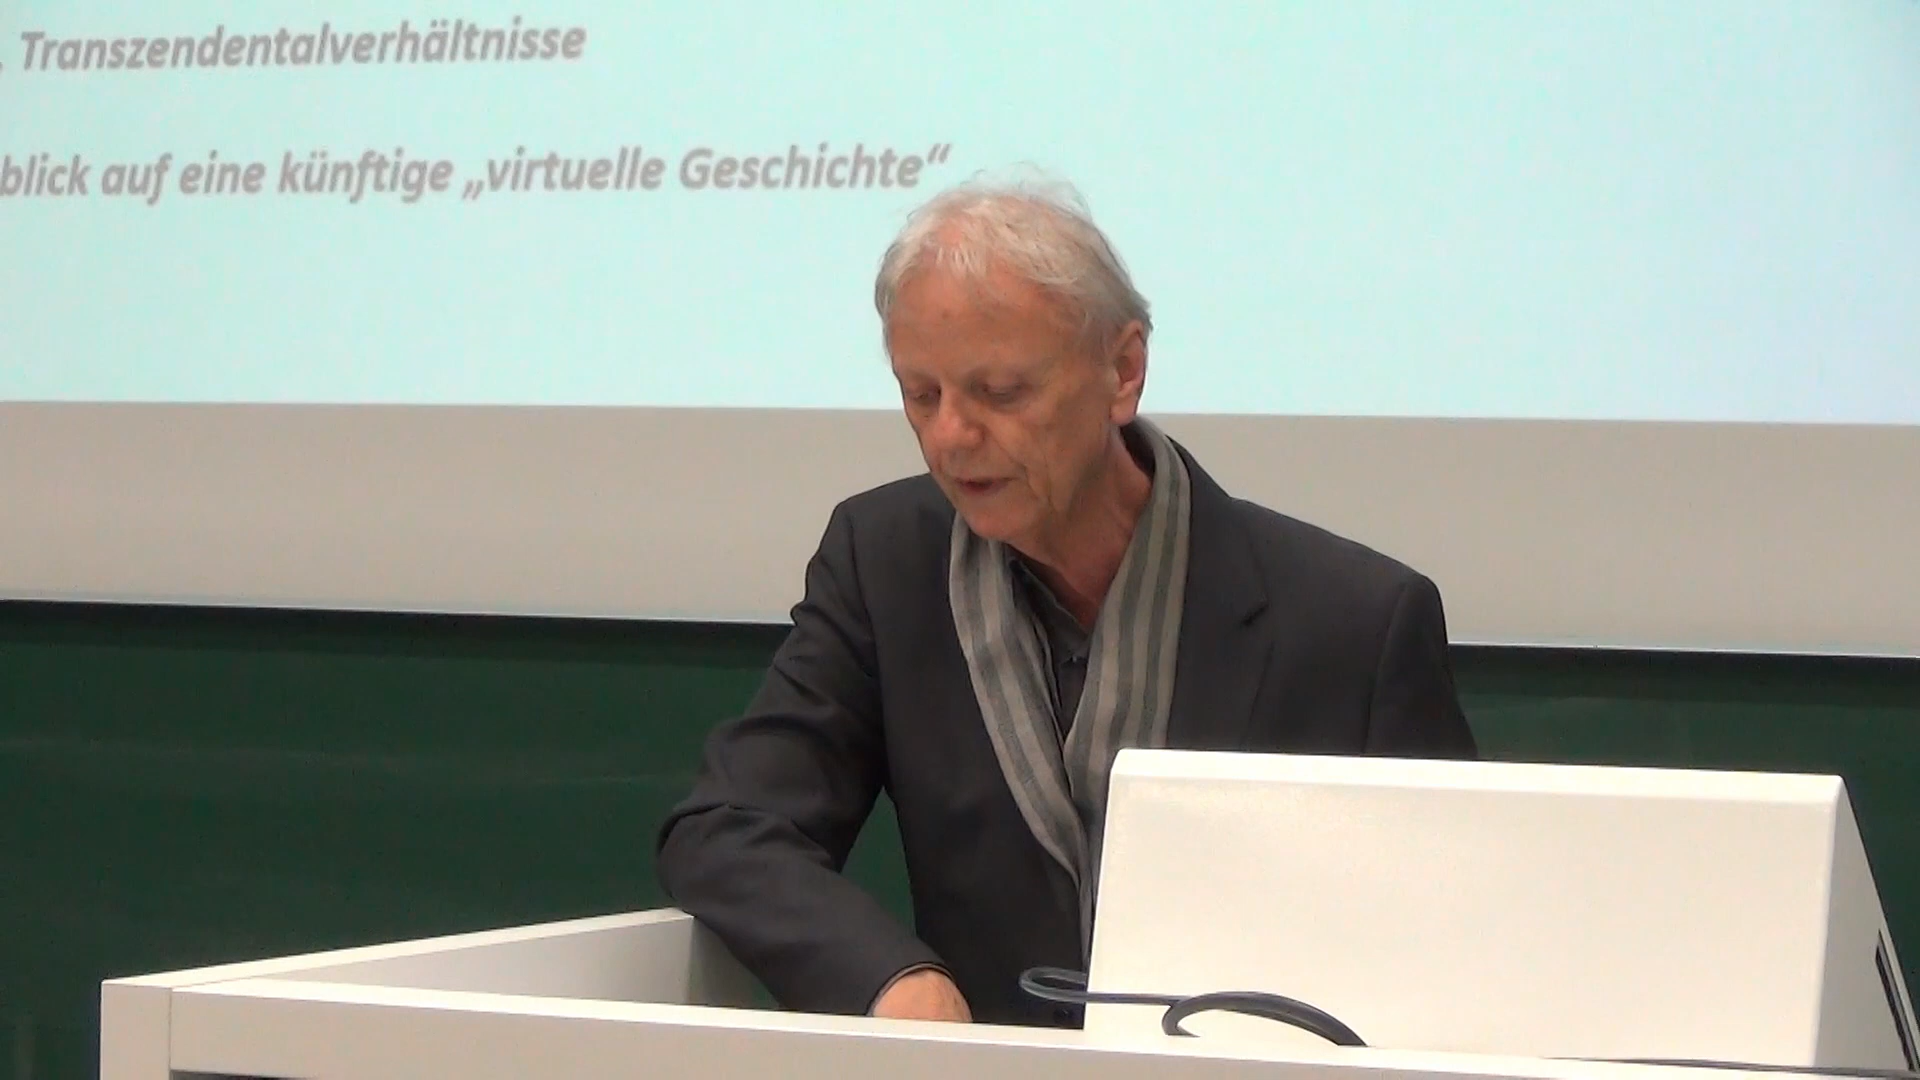 . Transzendentalverhältnisse
blick auf eine künftige „virtuelle Geschichte“